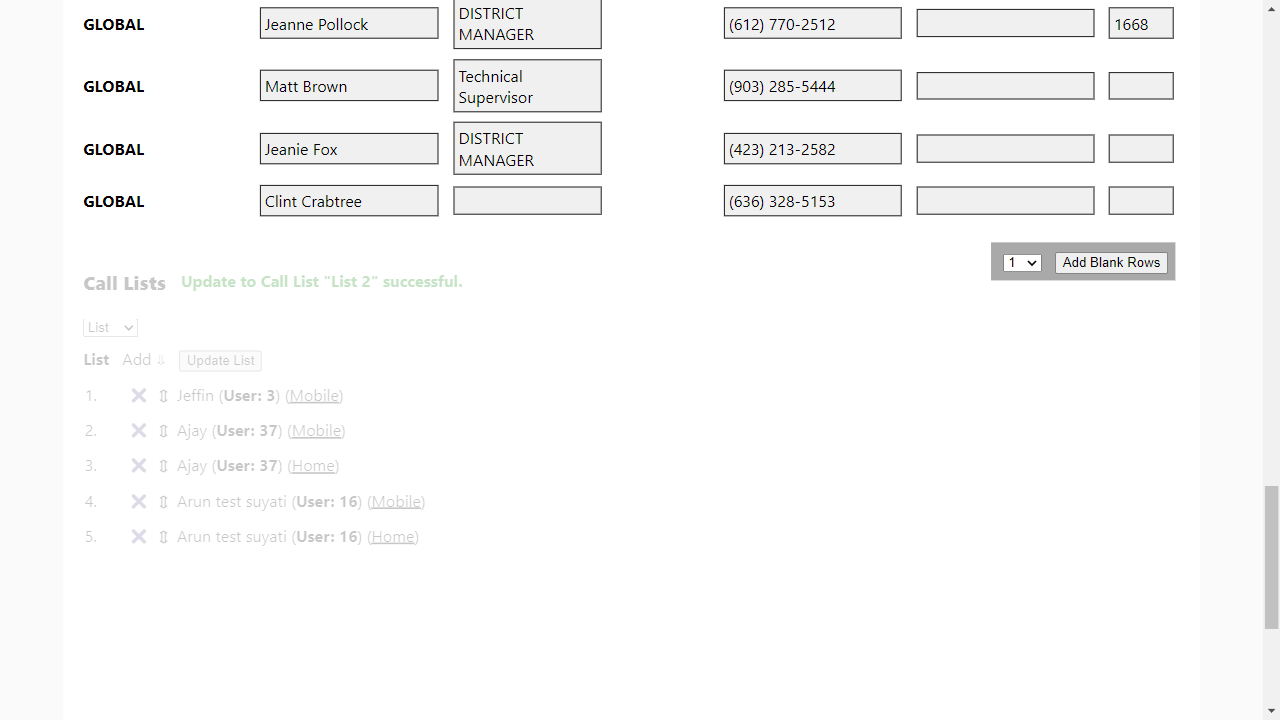 GLOBAL Jeanne Pollock DISTRICT MANAGER (612) 770-2512 1668
GLOBAL Matt Brown Technical Supervisor (903) 285-5444
GLOBAL Jeanie Fox DISTRICT MANAGER (423) 213-2582
GLOBAL Clint Crabtree (636) 328-5153
1 Add Blank Rows
Call Lists Update to Call List "List 2" successful.
List
List Add ⇩ Update List
1. ✕ ⇕ Jeffin (User: 3) (Mobile)
2. ✕ ⇕ Ajay (User: 37) (Mobile)
3. ✕ ⇕ Ajay (User: 37) (Home)
4. ✕ ⇕ Arun test suyati (User: 16) (Mobile)
5. ✕ ⇕ Arun test suyati (User: 16) (Home)